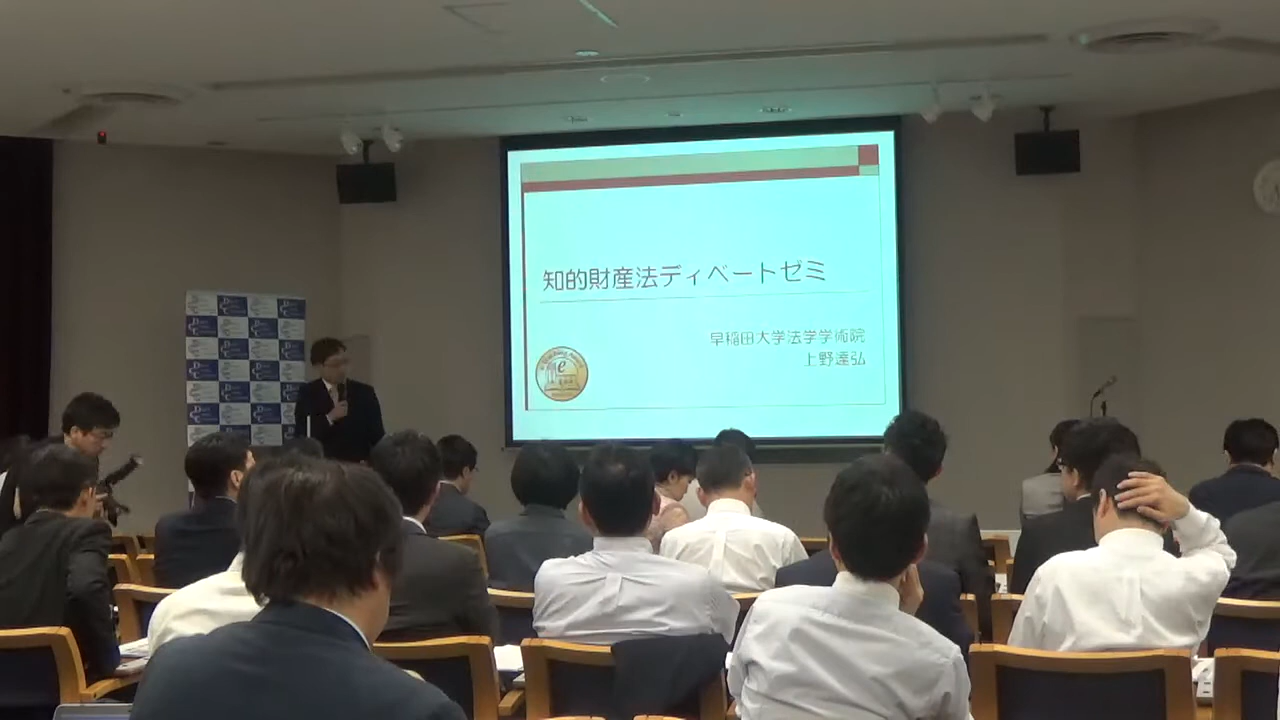 知的財産法ディベートゼミ
早稲田大学法学学術院
上野達弘
e